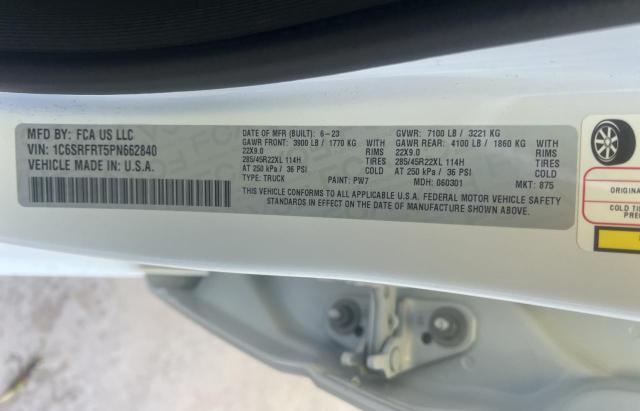 MFD BY: FCA US LLC
VIN: 1C6SRFRT5PN662840
VEHICLE MADE IN: U.S.A.
DATE OF MFR (BUILT): 6-23 GVWR: 7100 LB / 3221 KG
GAWR FRONT: 3900 LB / 1770 KG WITH GAWR REAR: 4100 LB / 1860 KG WITH
22X9.0 RIMS 22X9.0 RIMS
285/45R22XL 114H TIRES 285/45R22XL 114H TIRES
AT 250 kPa / 36 PSI COLD AT 250 kPa / 36 PSI COLD
TYPE: TRUCK PAINT: PW7 MDH: 060301 MKT: 875
THIS VEHICLE CONFORMS TO ALL APPLICABLE U.S.A. FEDERAL MOTOR VEHICLE SAFETY
STANDARDS IN EFFECT ON THE DATE OF MANUFACTURE SHOWN ABOVE.
ORIGINA
COLD TI
PRE